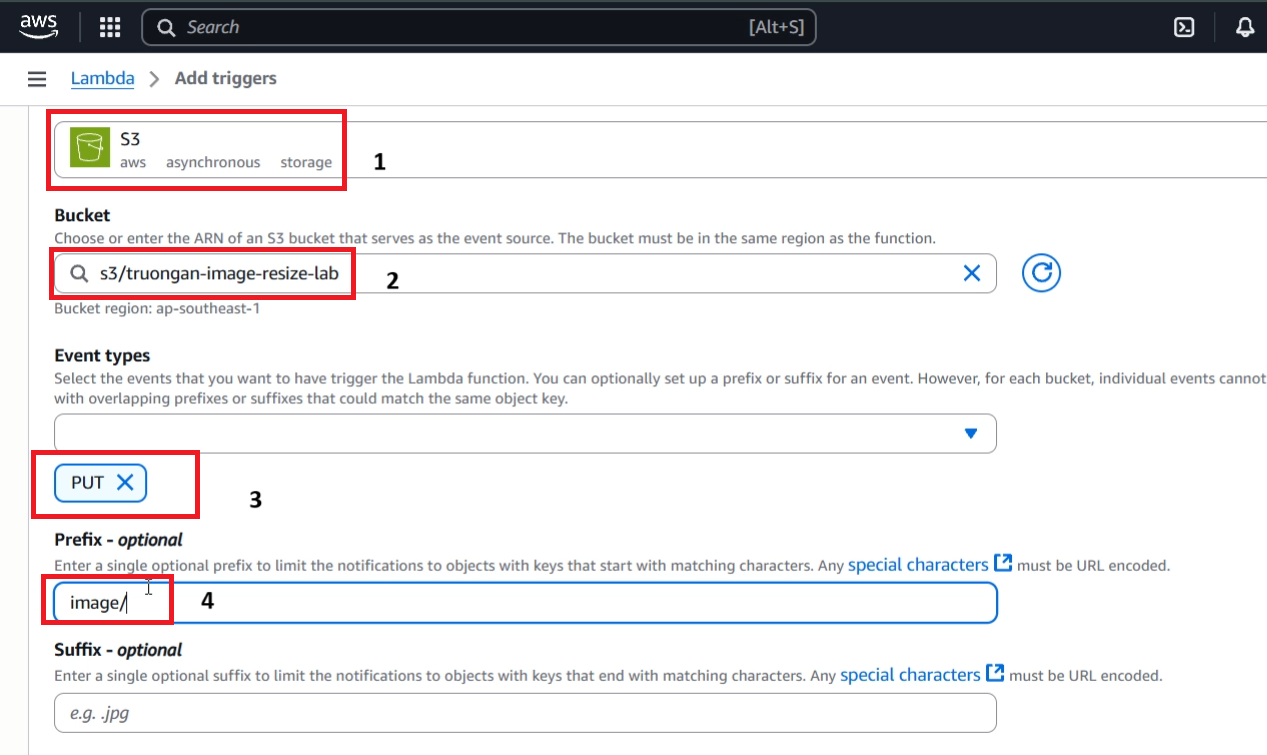 aws
Search [Alt+S]
Lambda Add triggers
S3
aws asynchronous storage
1
Bucket
Choose or enter the ARN of an S3 bucket that serves as the event source. The bucket must be in the same region as the function.
s3/truongan-image-resize-lab
2
Bucket region: ap-southeast-1
Event types
Select the events that you want to have trigger the Lambda function. You can optionally set up a prefix or suffix for an event. However, for each bucket, individual events cannot
with overlapping prefixes or suffixes that could match the same object key.
PUT
3
Prefix - optional
Enter a single optional prefix to limit the notifications to objects with keys that start with matching characters. Any special characters must be URL encoded.
image/
4
Suffix - optional
Enter a single optional suffix to limit the notifications to objects with keys that end with matching characters. Any special characters must be URL encoded.
e.g. .jpg